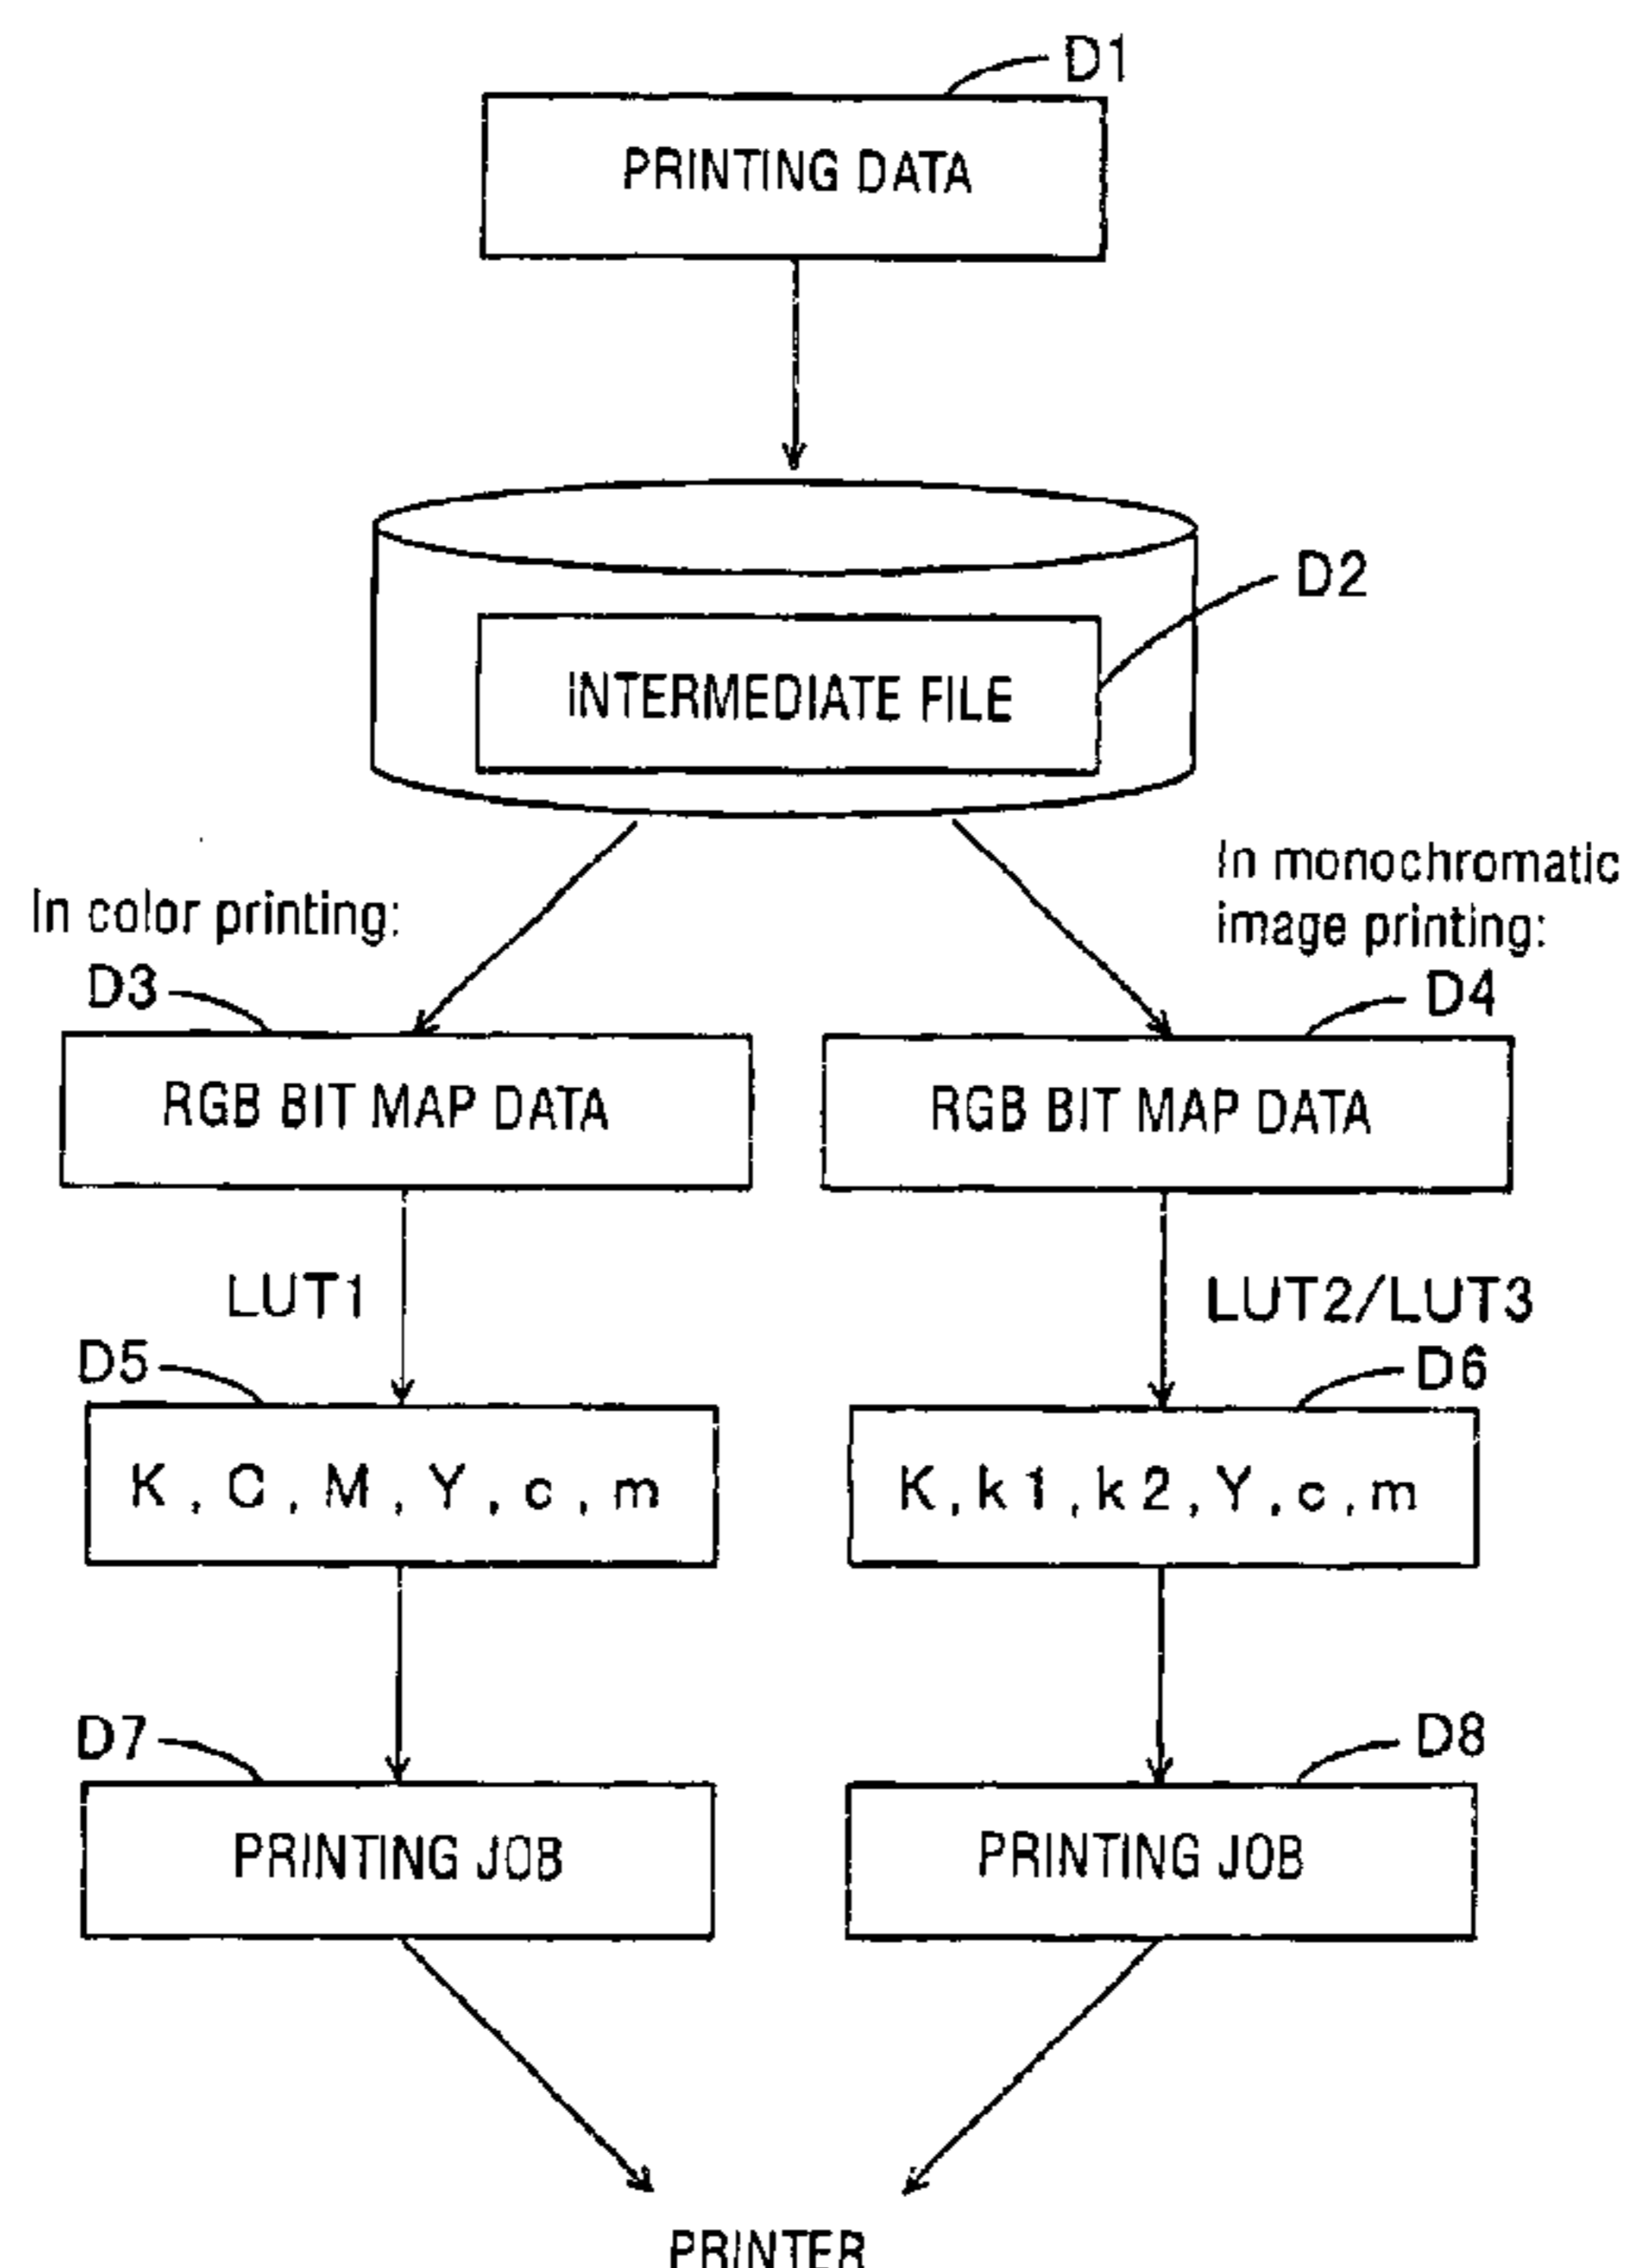 D1
PRINTING DATA
D2
INTERMEDIATE FILE
In color printing:
In monochromatic
image printing:
D3
D4
RGB BIT MAP DATA
RGB BIT MAP DATA
LUT1
LUT2/LUT3
D5
D6
K , C , M , Y , c , m
K , k1 , k2 , Y , c , m
D7
D8
PRINTING JOB
PRINTING JOB
PRINTER